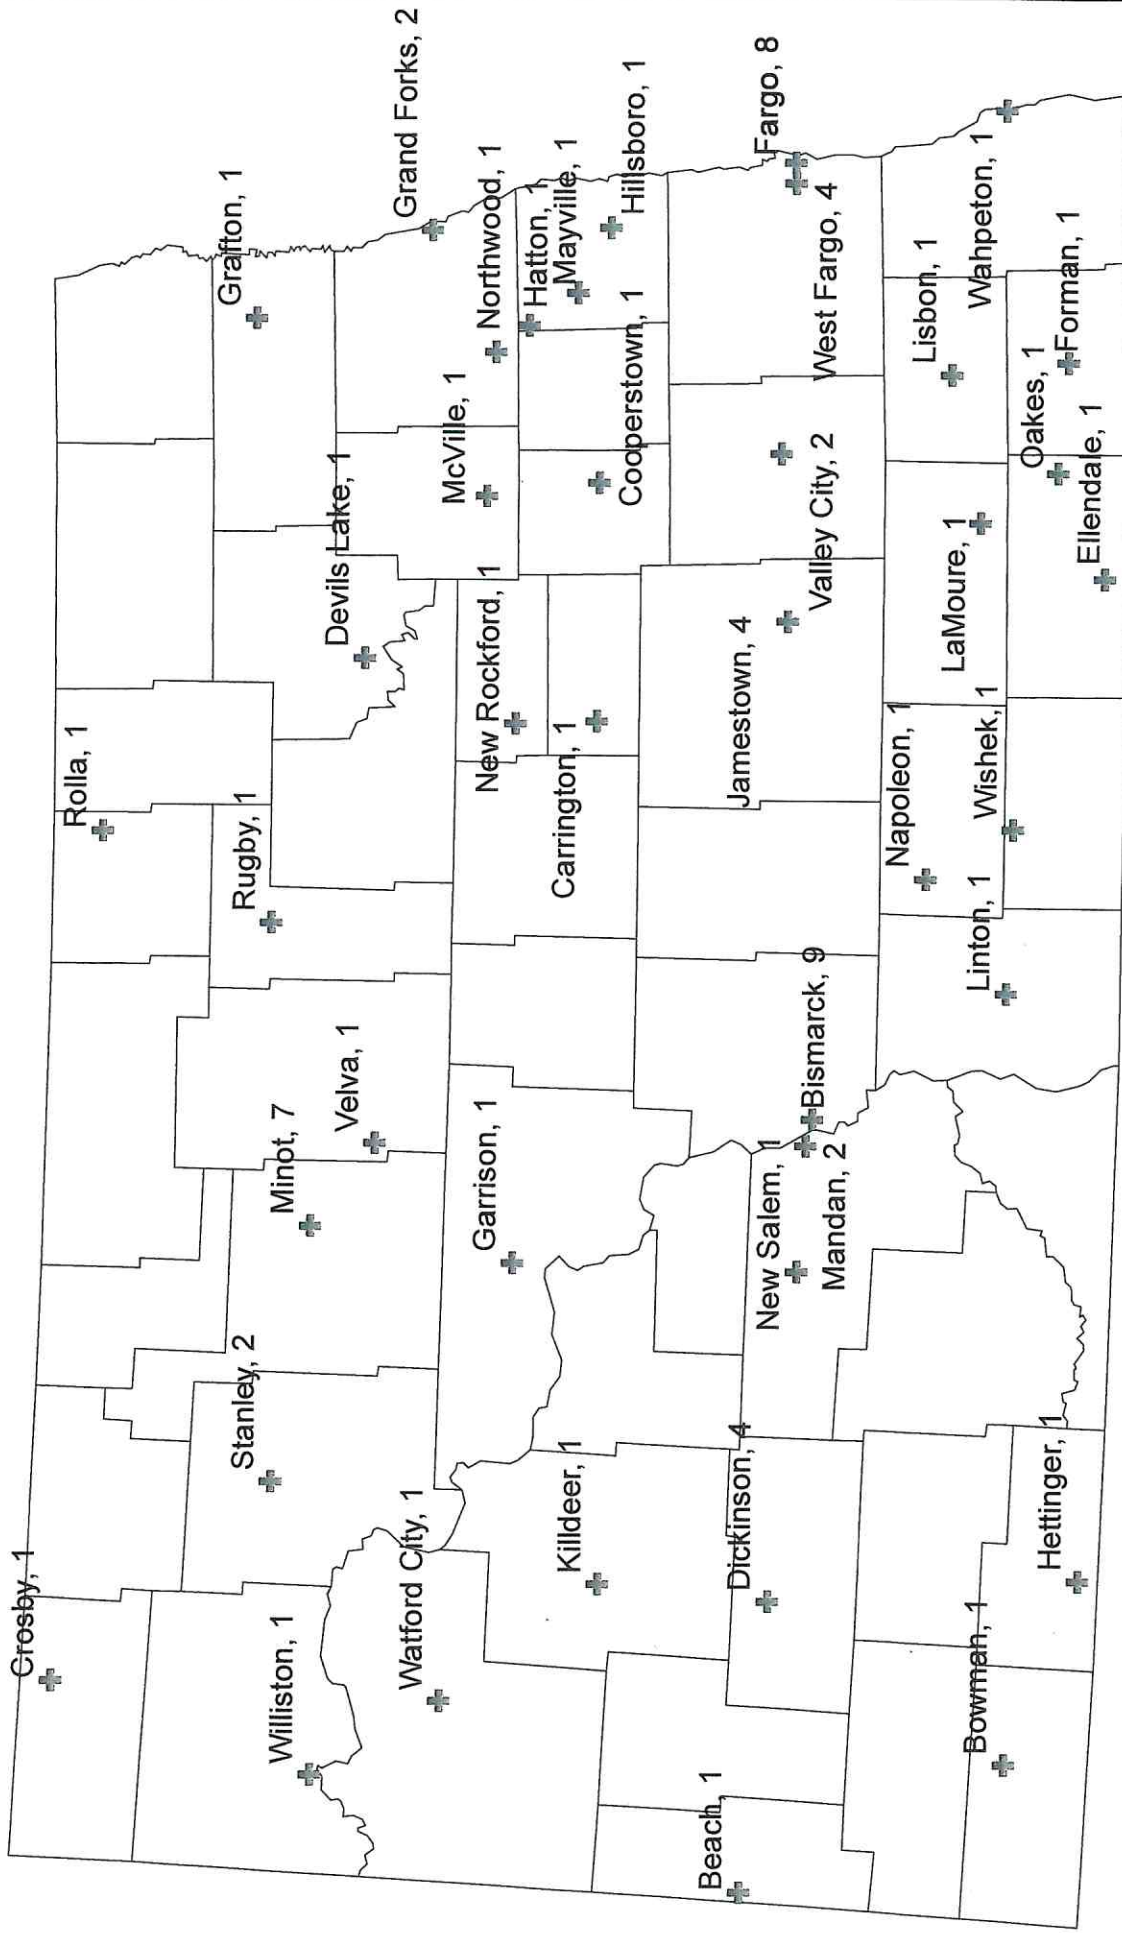 Crosby, 1
Rolla, 1
Grafton, 1
Stanley, 2
Rugby, 1
Williston, 1
Minot, 7
Velva, 1
Devils Lake, 1
Grand Forks, 2
Watford City, 1
Garrison, 1
New Rockford, 1
McVille, 1
Northwood, 1
Hatton, 1
Mayville, 1
Hillsboro, 1
Killdeer, 1
Carrington, 1
Cooperstown, 1
Beach, 1
Dickinson, 4
New Salem, 1
Mandan, 2
Bismarck, 9
Jamestown, 4
Valley City, 2
West Fargo, 4
Fargo, 8
Napoleon, 1
LaMoure, 1
Lisbon, 1
Wahpeton, 1
Bowman, 1
Hettinger, 1
Linton, 1
Wishek, 1
Oakes, 1
Forman, 1
Ellendale, 1